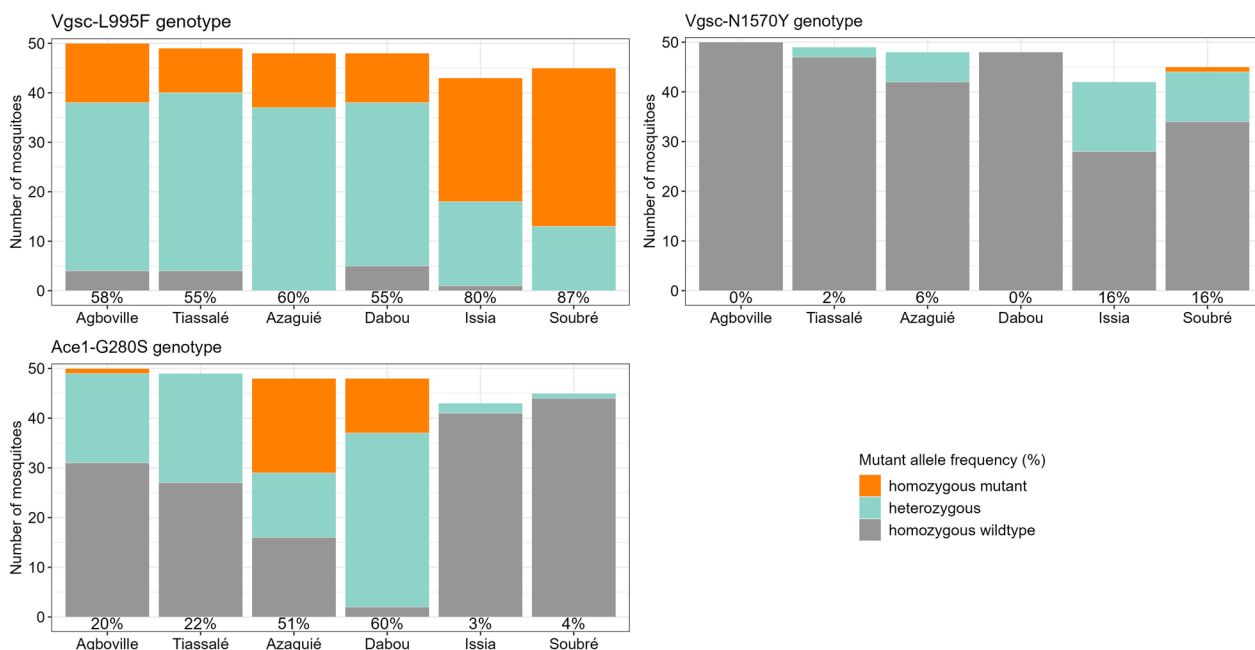 Vgsc-L995F genotype
Number of mosquitoes
50
40
30
20
10
0
58% 55% 60% 55% 80% 87%
Agboville Tiassalé Azaguié Dabou Issia Soubré
Vgsc-N1570Y genotype
Number of mosquitoes
50
40
30
20
10
0
0% 2% 6% 0% 16% 16%
Agboville Tiassalé Azaguié Dabou Issia Soubré
Ace1-G280S genotype
Number of mosquitoes
50
40
30
20
10
0
20% 22% 51% 60% 3% 4%
Agboville Tiassalé Azaguié Dabou Issia Soubré
Mutant allele frequency (%)
homozygous mutant
heterozygous
homozygous wildtype